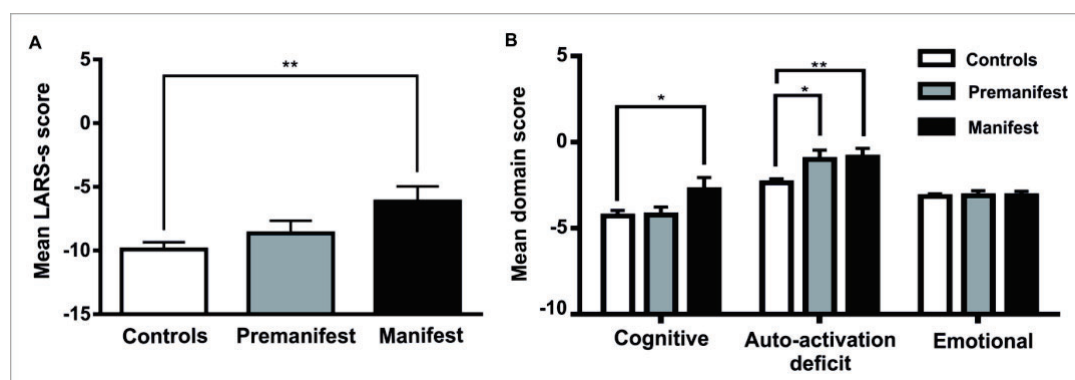 A
Mean LARS-s score
5
0
-5
-10
-15
**
Controls
Premanifest
Manifest
B
Mean domain score
5
0
-5
-10
*
*
**
Controls
Premanifest
Manifest
Cognitive
Auto-activation
deficit
Emotional